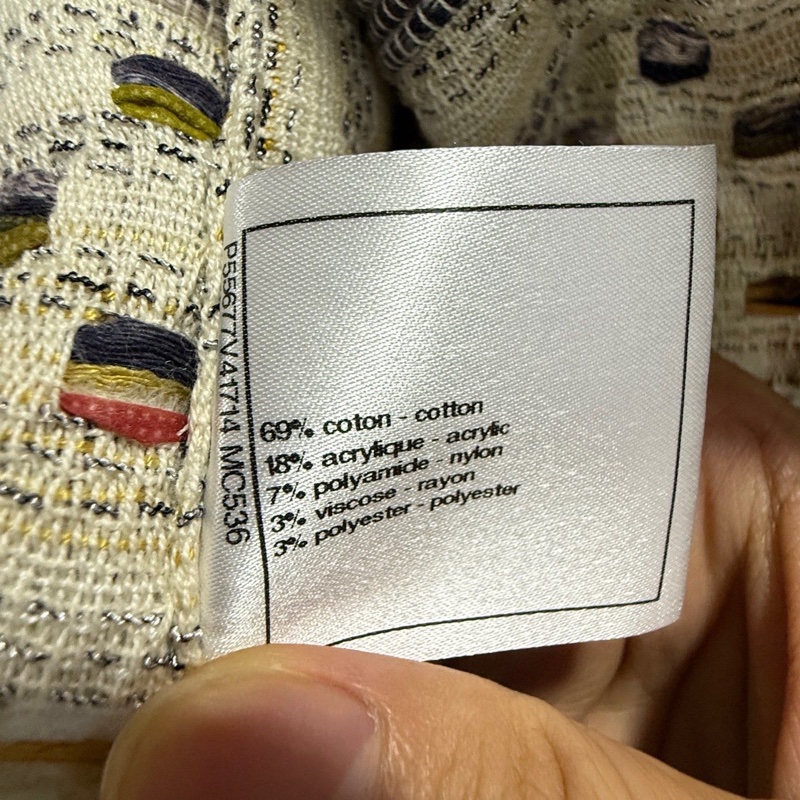 P55677V41714 MC536
69% coton - cotton
18% acrylique - acrylic
7% polyamide - nylon
3% viscose - rayon
3% polyester - polyester